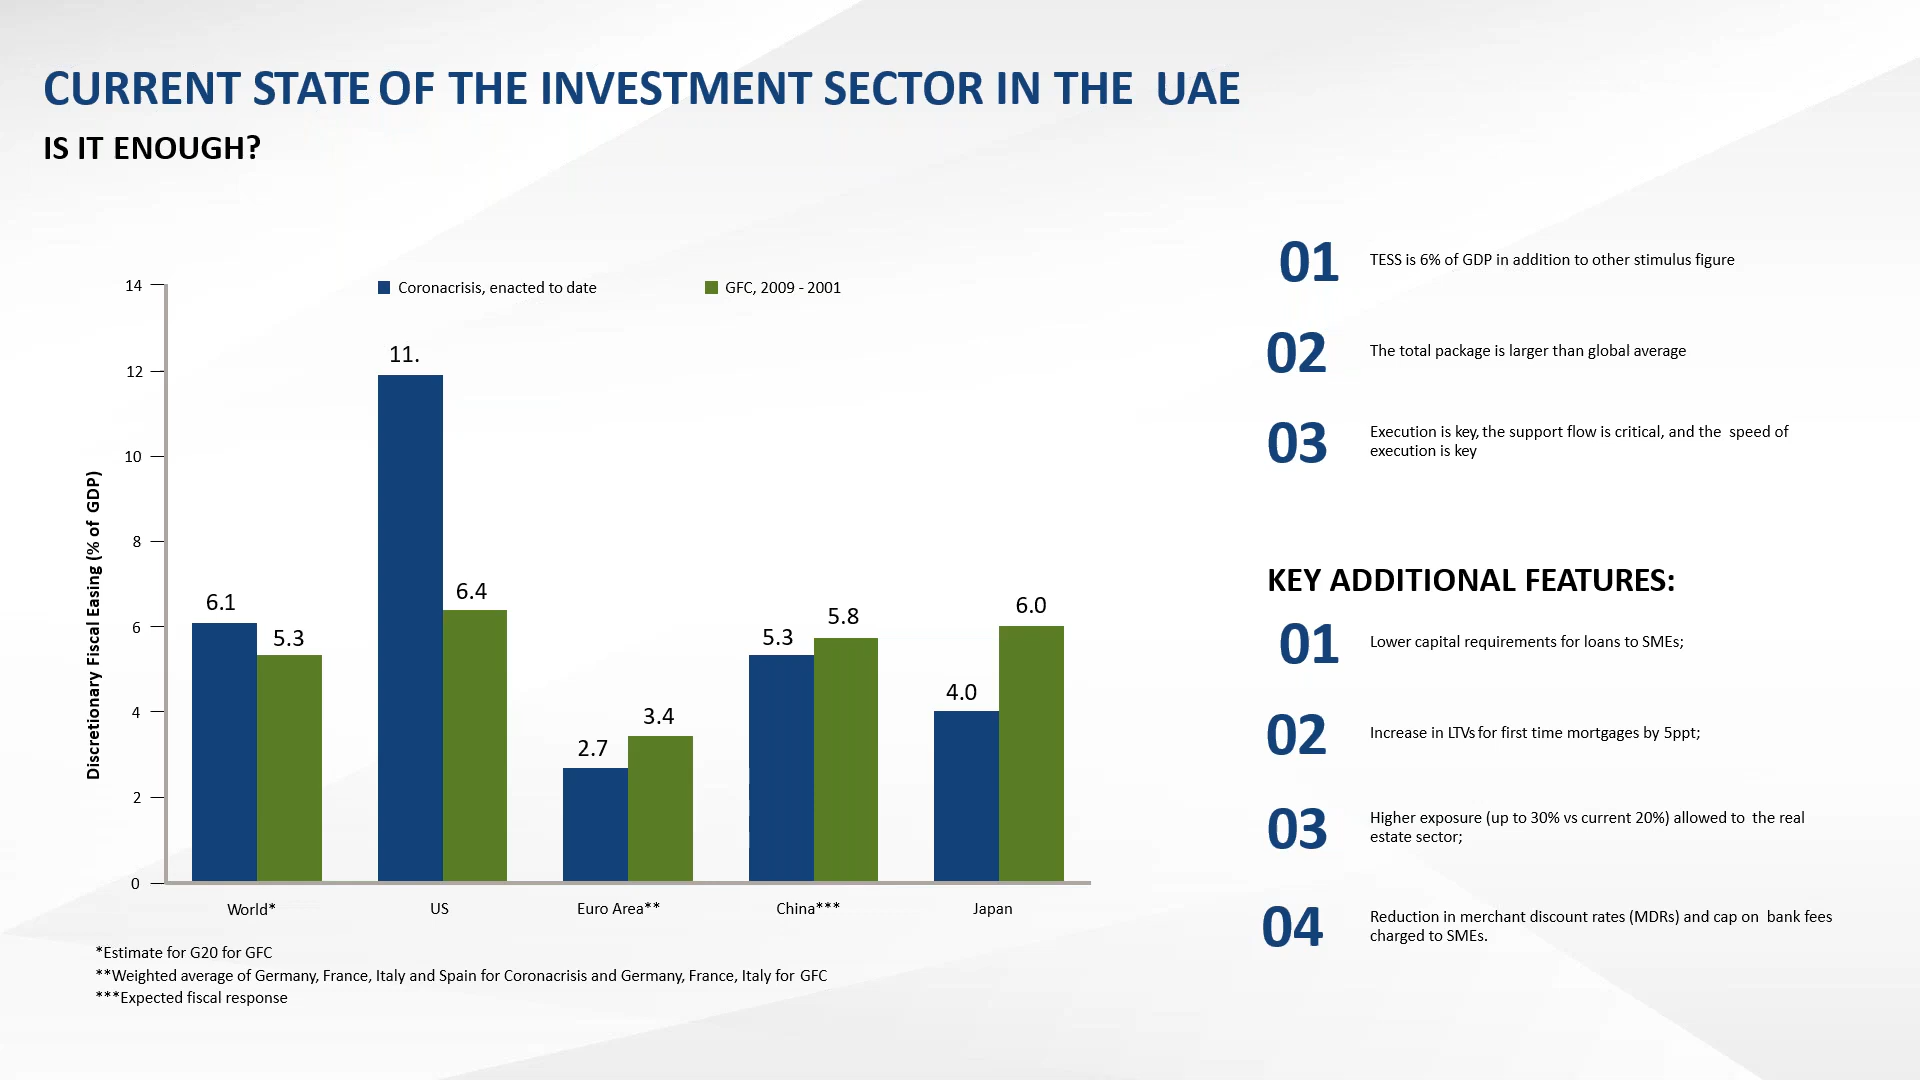 CURRENT STATE OF THE INVESTMENT SECTOR IN THE UAE
IS IT ENOUGH?
Coronacrisis, enacted to date
GFC, 2009 - 2001
Discretionary Fiscal Easing (% of GDP)
14
12
10
8
6
4
2
0
6.1
5.3
11.
6.4
2.7
3.4
5.3
5.8
4.0
6.0
World*
US
Euro Area**
China***
Japan
*Estimate for G20 for GFC
**Weighted average of Germany, France, Italy and Spain for Coronacrisis and Germany, France, Italy for GFC
***Expected fiscal response
01
TESS is 6% of GDP in addition to other stimulus figure
02
The total package is larger than global average
03
Execution is key, the support flow is critical, and the speed of
execution is key
KEY ADDITIONAL FEATURES:
01
Lower capital requirements for loans to SMEs;
02
Increase in LTVs for first time mortgages by 5ppt;
03
Higher exposure (up to 30% vs current 20%) allowed to the real
estate sector;
04
Reduction in merchant discount rates (MDRs) and cap on bank fees
charged to SMEs.